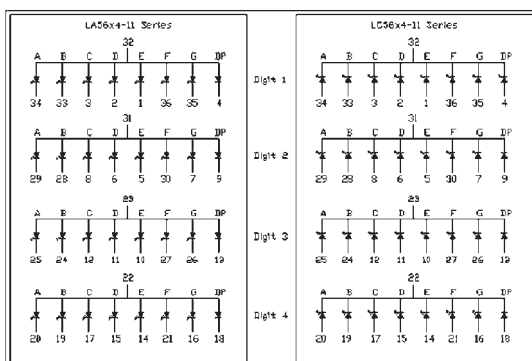 LA56x4-11 Series LC56x4-11 Series
32 32
A B C D E F G DP A B C D E F G DP
Digit 1
34 33 3 2 1 36 35 4 34 33 3 2 1 36 35 4
31 31
A B C D E F G DP A B C D E F G DP
Digit 2
29 28 8 6 5 30 7 9 29 28 8 6 5 30 7 9
23 23
A B C D E F G DP A B C D E F G DP
Digit 3
25 24 12 11 10 27 26 13 25 24 12 11 10 27 26 13
22 22
A B C D E F G DP A B C D E F G DP
Digit 4
20 19 17 15 14 21 16 18 20 19 17 15 14 21 16 18